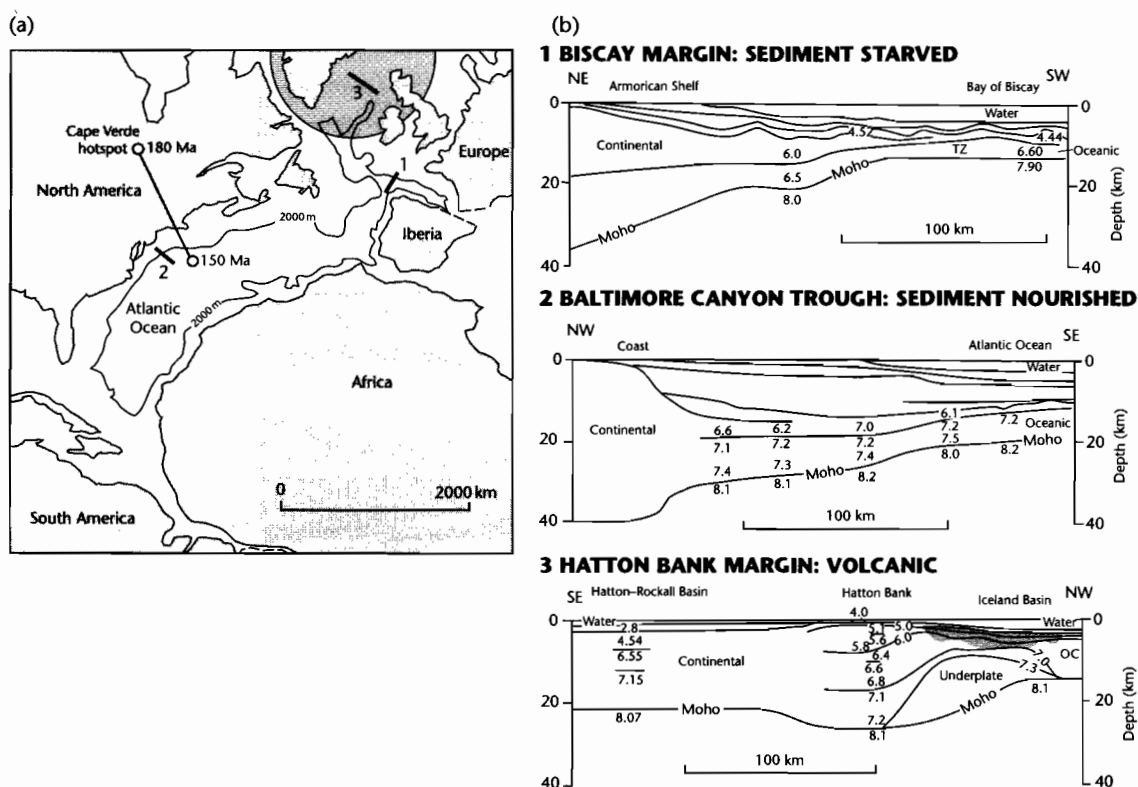 (a)
3
Cape Verde
hotspot
180 Ma
1
Europe
North America
2000 m
Iberia
150 Ma
2
Atlantic
Ocean
2000 m
Africa
0
2000 km
South America
(b)
1 BISCAY MARGIN: SEDIMENT STARVED
NE
SW
Armorican Shelf
Bay of Biscay
0
0
Water
4.52
4.44
Continental
6.0
TZ
6.60
Oceanic
6.5
Moho
7.90
20
8.0
20
Moho
100 km
40
40
Depth (km)
2 BALTIMORE CANYON TROUGH: SEDIMENT NOURISHED
NW
SE
Coast
Atlantic Ocean
0
0
Water
6.1
7.2
6.6
6.2
7.0
7.2
Oceanic
Continental
20
7.1
7.2
7.2
7.5
Moho
20
7.4
8.0
8.2
7.4
7.3
Moho
8.2
8.1
8.1
100 km
40
40
Depth (km)
3 HATTON BANK MARGIN: VOLCANIC
SE
NW
Hatton–Rockall Basin
Hatton Bank
Iceland Basin
0
4.0
0
Water
Water
2.8
5.1
5.0
4.54
5.6
6.0
5.8
OC
6.55
6.4
Continental
6.6
7.0
7.15
6.8
7.3
Underplate
7.1
20
8.07
Moho
7.2
Moho
8.1
20
8.1
100 km
40
40
Depth (km)